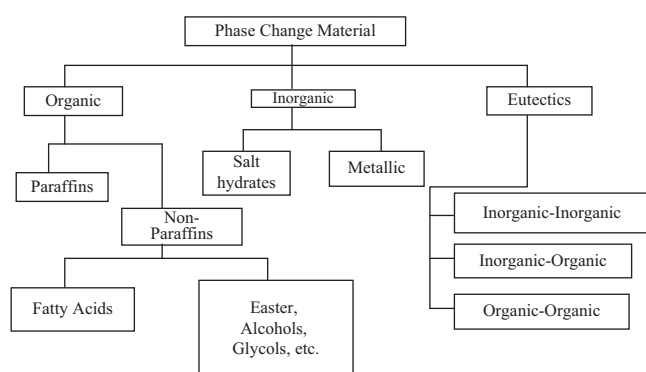 Phase Change Material
Organic
Inorganic
Eutectics
Paraffins
Salt
hydrates
Metallic
Non-
Paraffins
Inorganic-Inorganic
Inorganic-Organic
Organic-Organic
Fatty Acids
Easter,
Alcohols,
Glycols, etc.